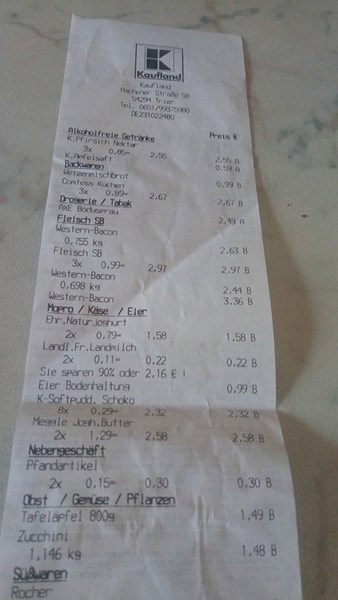 Kaufland
Kaufland
Aachener Straße 58
54294 Trier
Tel. 0651/99375980
DE231022480
Preis €
Alkoholfreie Getränke
K.Pfirsich Nektar
3x 0,85= 2,55 2,55 A
K.Apfelsaft 0,59 A
Backwaren
Weizenmischbrot 0,99 B
Comtess Kuchen
3x 0,89= 2,67 2,67 B
Drogerie / Tabak
AXE Bodyspray 2,49 A
Fleisch SB
Western-Bacon
0,755 kg 2,63 B
Fleisch SB
3x 0,99= 2,97 2,97 B
Western-Bacon
0,698 kg 2,44 B
Western-Bacon 3,36 B
Mopro / Käse / Eier
Ehr.Natur.joghurt
2x 0,79= 1,58 1,58 B
Landl.Fr.Landmilch
2x 0,11= 0,22 0,22 B
Sie sparen 90% oder 2,16 € !
Eier Bodenhaltung 0,99 B
K-Softpudd. Schoko
8x 0,29= 2,32 2,32 B
Joghi.Butter
2x 1,29= 2,58 2,58 B
Nebengeschäft
Pfandartikel
2x 0,15= 0,30 0,30 B
Obst / Gemüse / Pflanzen
Tafeläpfel 800g 1,49 B
Zucchini
1,146 kg 1,48 B
Süßwaren
Rocher